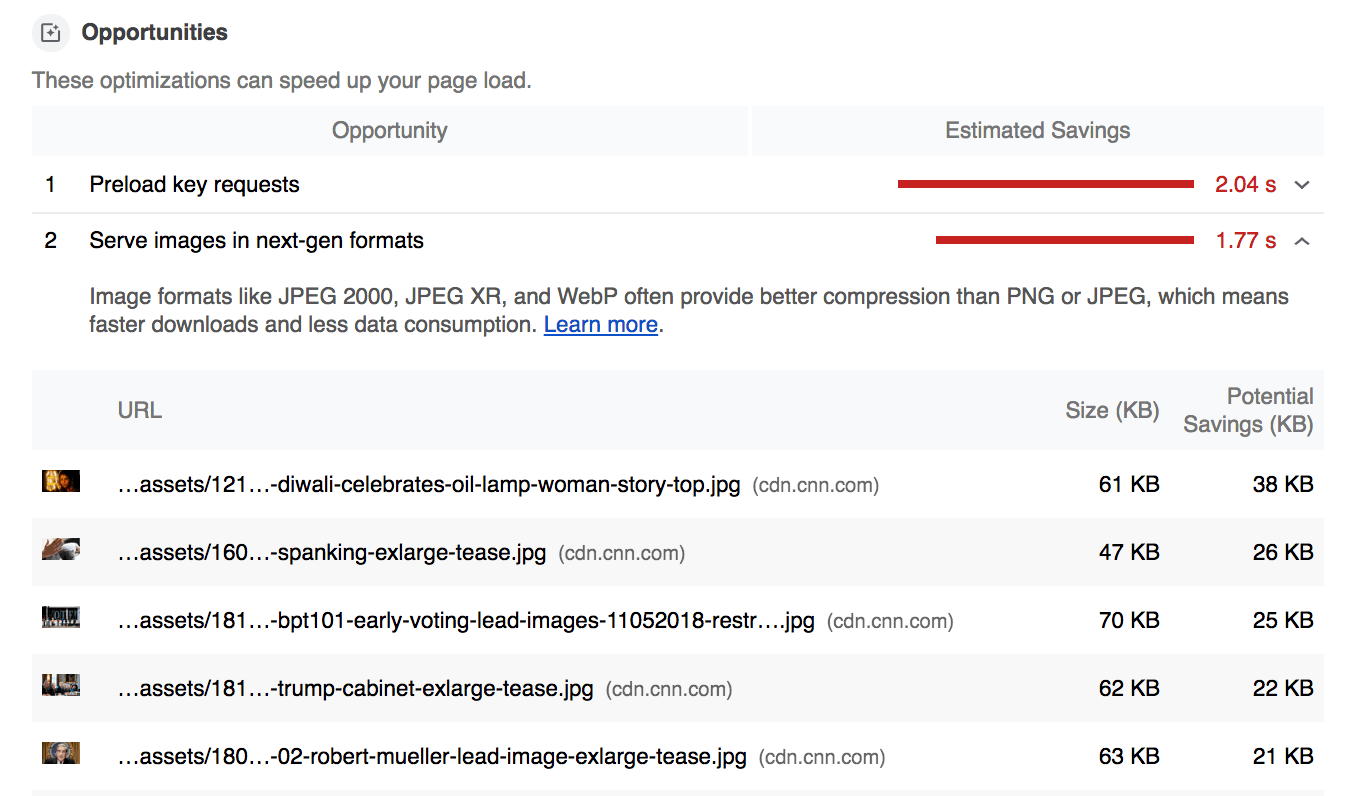 Opportunities
These optimizations can speed up your page load.
Opportunity Estimated Savings
1 Preload key requests 2.04 s
2 Serve images in next-gen formats 1.77 s
Image formats like JPEG 2000, JPEG XR, and WebP often provide better compression than PNG or JPEG, which means
faster downloads and less data consumption. Learn more.
URL Size (KB) Potential Savings (KB)
…assets/121…-diwali-celebrates-oil-lamp-woman-story-top.jpg (cdn.cnn.com) 61 KB 38 KB
…assets/160…-spanking-exlarge-tease.jpg (cdn.cnn.com) 47 KB 26 KB
…assets/181…-bpt101-early-voting-lead-images-11052018-restr….jpg (cdn.cnn.com) 70 KB 25 KB
…assets/181…-trump-cabinet-exlarge-tease.jpg (cdn.cnn.com) 62 KB 22 KB
…assets/180…-02-robert-mueller-lead-image-exlarge-tease.jpg (cdn.cnn.com) 63 KB 21 KB